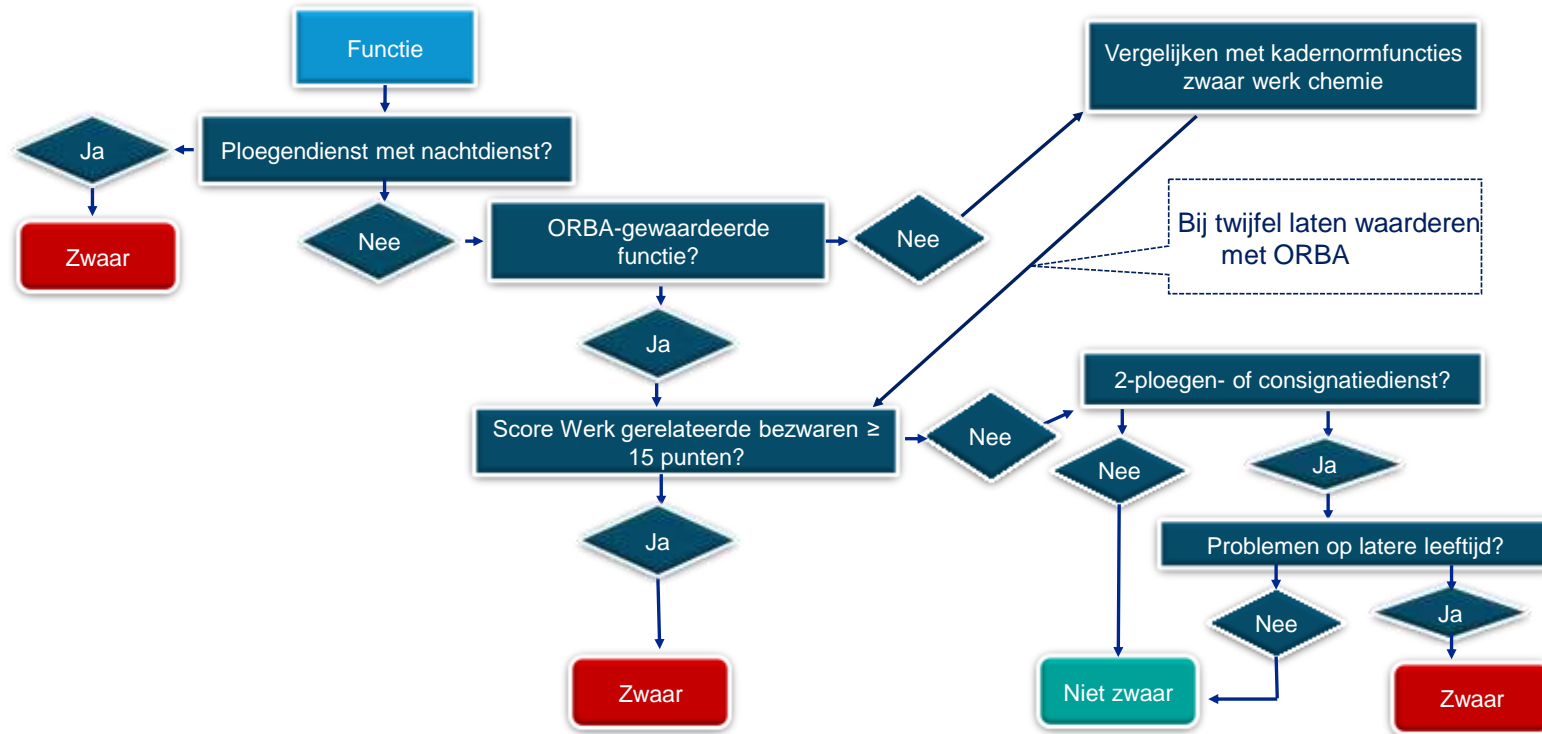 Functie
Vergelijken met kadernormfuncties
zwaar werk chemie
Ja
Ploegendienst met nachtdienst?
Zwaar
Nee
ORBA-gewaardeerde
functie?
Nee
Bij twijfel laten waarderen
met ORBA
Ja
2-ploegen- of consignatiedienst?
Score Werk gerelateerde bezwaren ≥
15 punten?
Nee
Nee
Ja
Ja
Problemen op latere leeftijd?
Nee
Ja
Zwaar
Niet zwaar
Zwaar